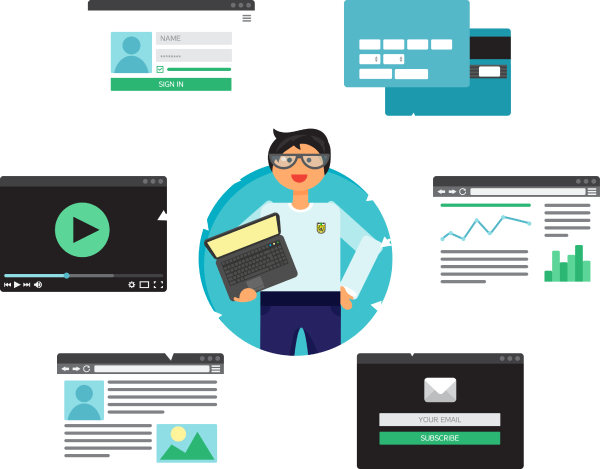 NAME
********
SIGN IN
YOUR EMAIL
SUBSCRIBE